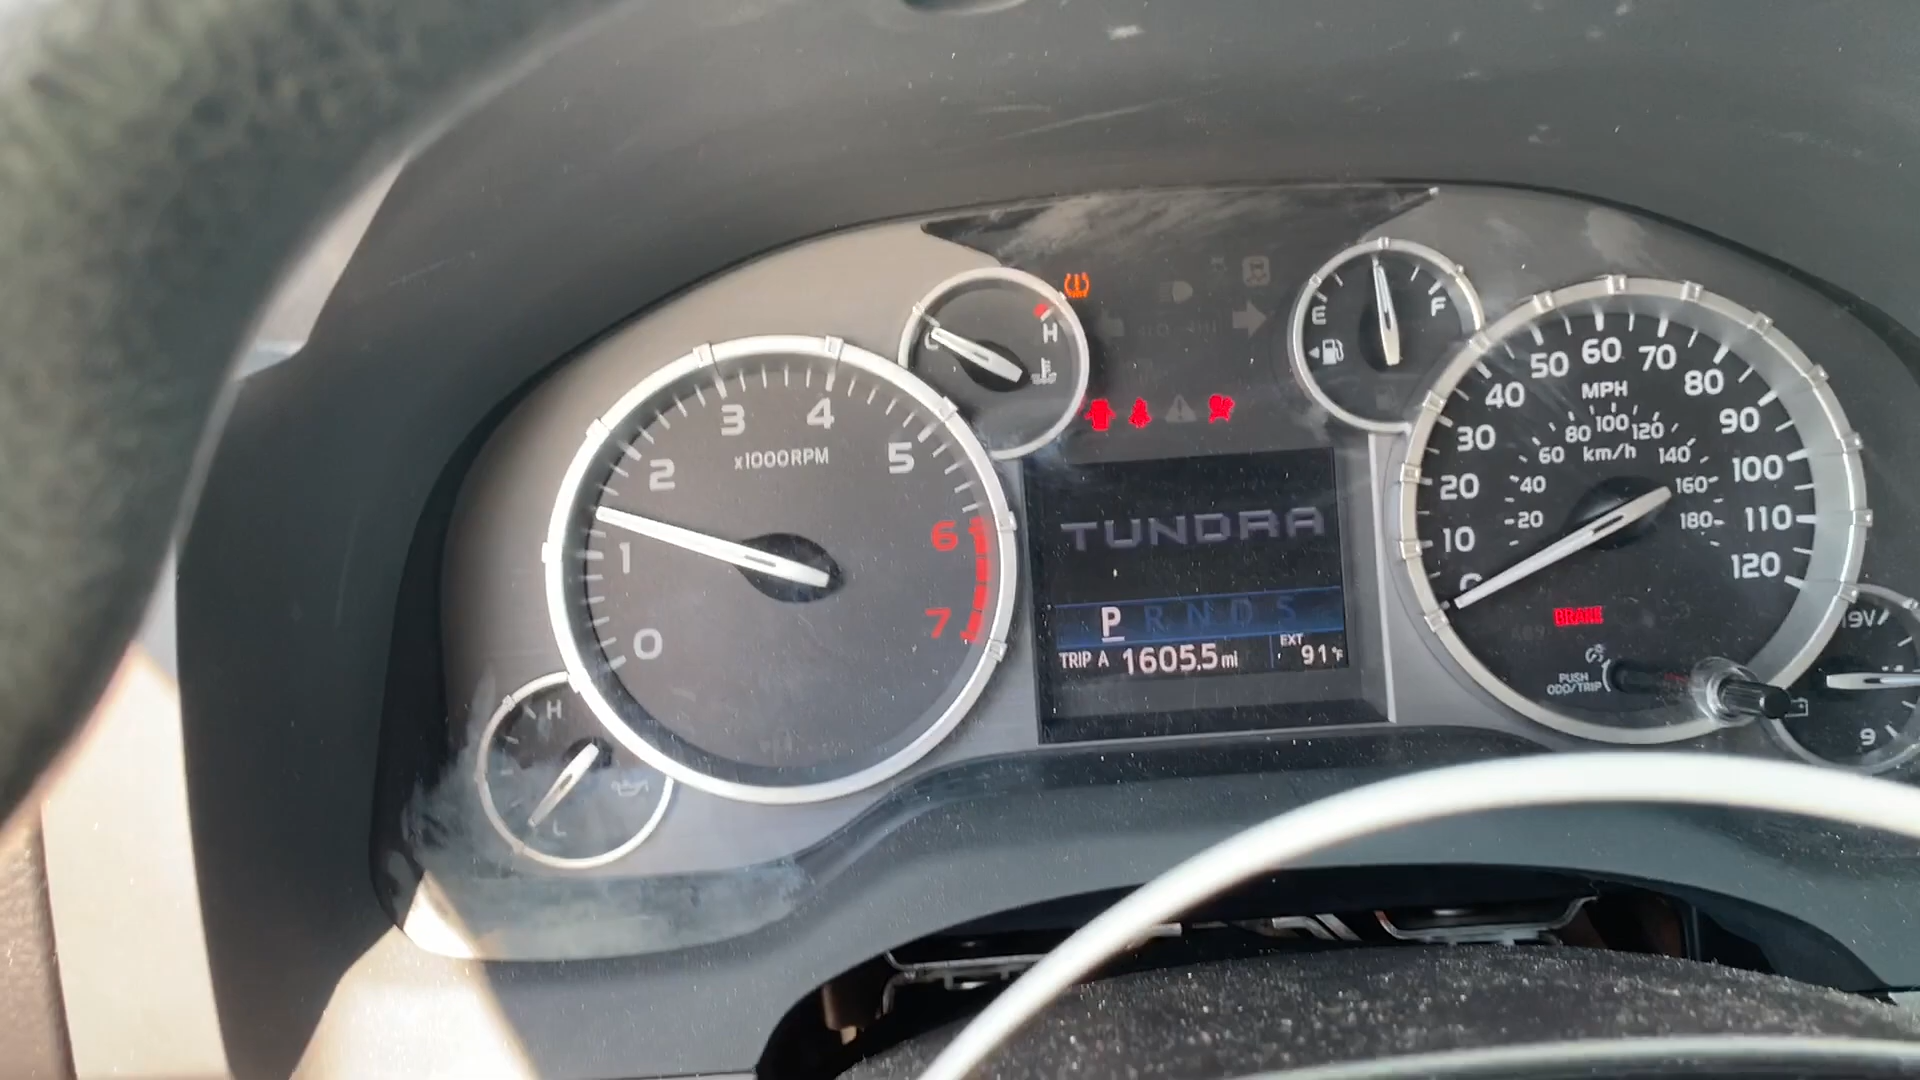 H
L
0
1
2
3
4
5
6
7
x1000RPM
C
H
TUNDRA
P R N D S
TRIP A 1605.5 mi
EXT
91°F
E
F
10
20
30
40
50
60
70
80
90
100
110
120
MPH
km/h
20
40
60
80
100
120
140
160
180
BRAKE
PUSH
ODO/TRIP
19V
9